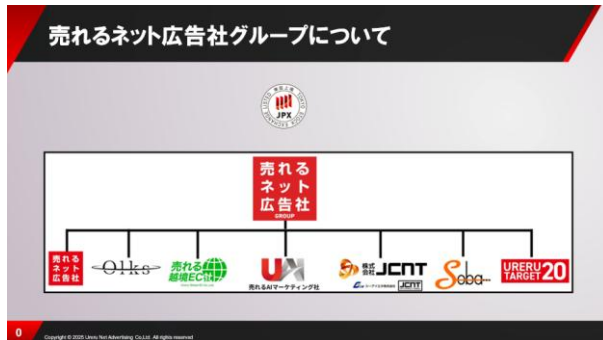 売れるネット広告社グループについて
JPX
売れる
ネット
広告社
GROUP
売れる
ネット
広告社
Olks
売れる
越境EC社
UA
売れるAIマーケティング社
株式
会社 JCNT
JCNT
Soba
URERU
TARGET 20
0
Copyright © 2025 Ureru Net Advertising Co.,Ltd. All rights reserved